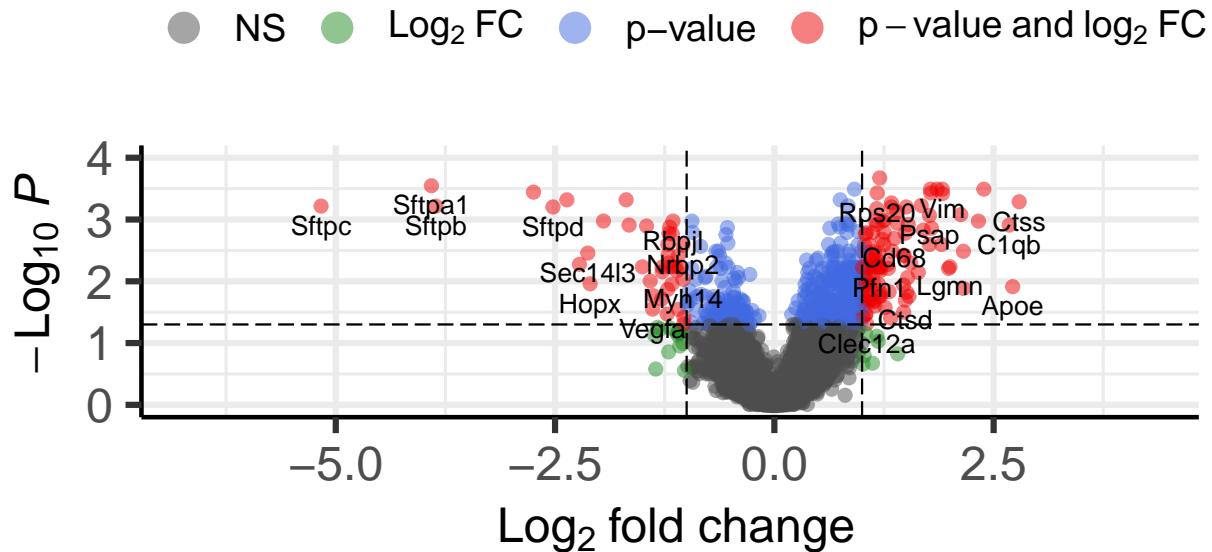 NS Log₂ FC p−value p − value and log₂ FC
4
3
2
1
0
−Log₁₀ P
Sftpc
Sftpa1
Sftpb
Sftpd
Sec14l3
Hopx
Rbpjl
Nrbp2
Myh14
Vegfa
Rps20
Vim
Ctss
Psap
C1qb
Cd68
Pfn1
Lgmn
Apoe
Ctsd
Clec12a
−5.0 −2.5 0.0 2.5
Log₂ fold change